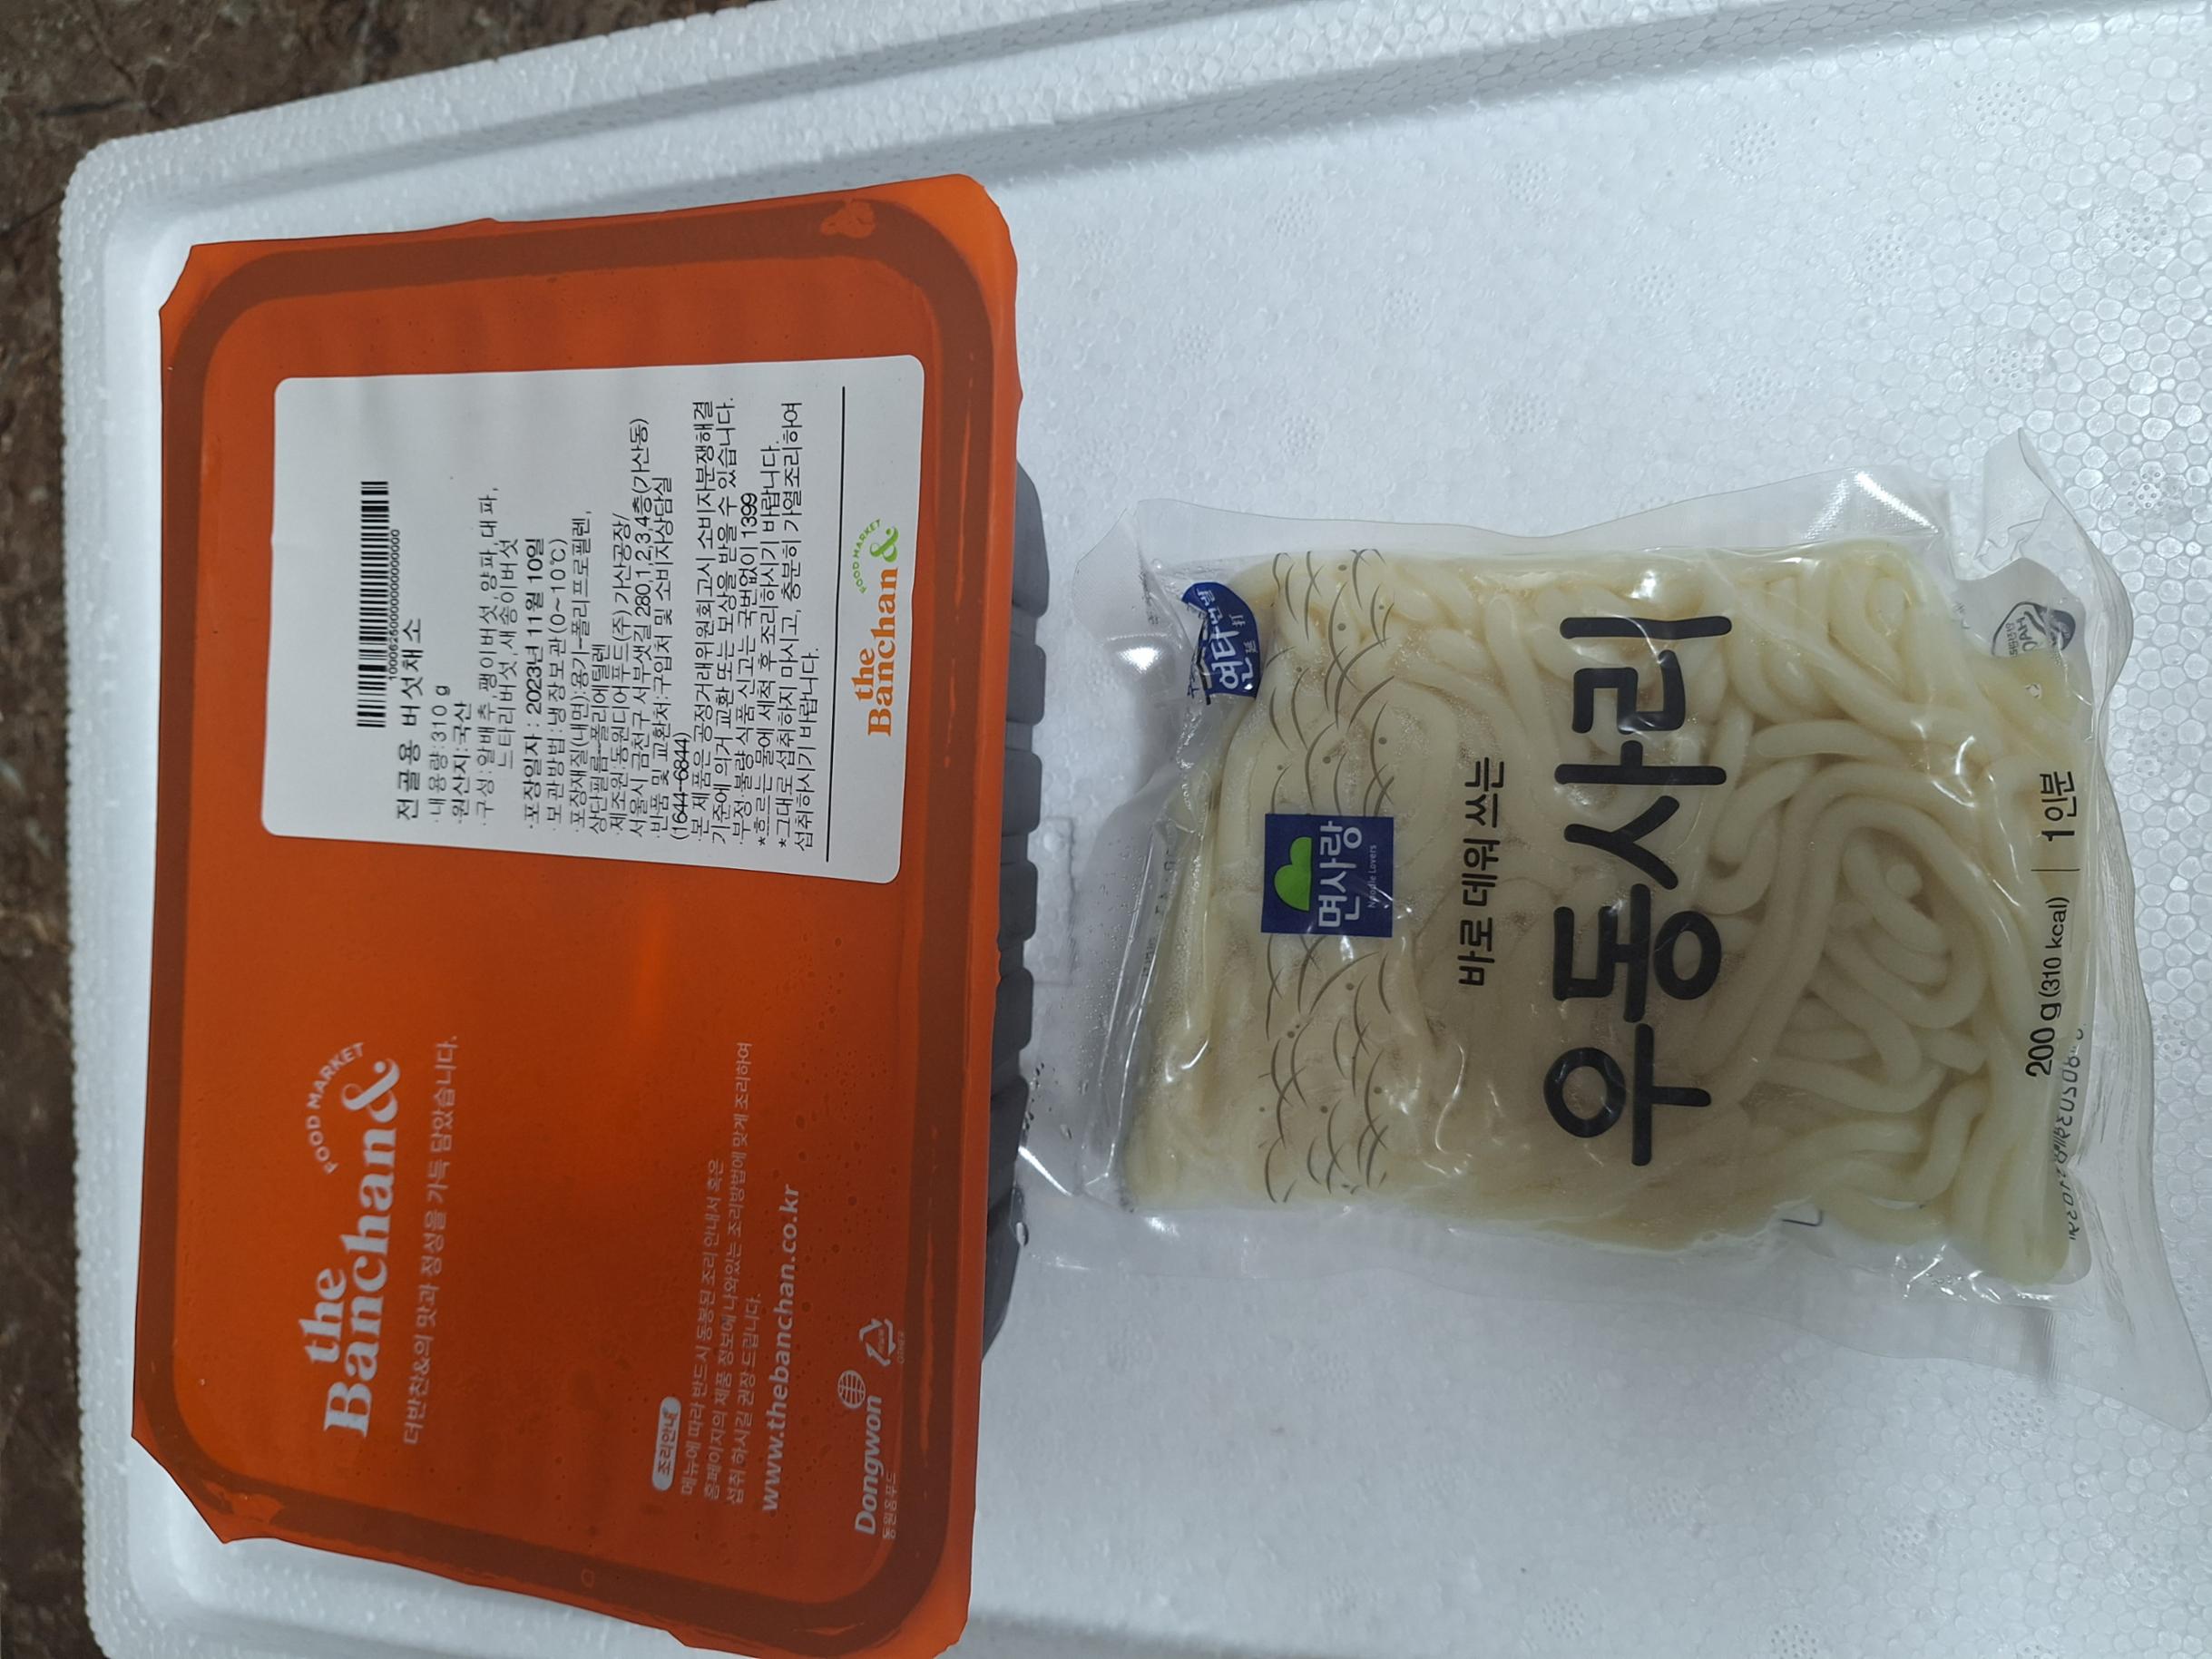 1000525000000000000000
전골용 버섯채소
·내용량:310 g
·원산지:국산
·구성:알배추,팽이버섯,양파,대파,
느타리버섯,새송이버섯
·포장일자 : 2023년 11월 10일
·보관방법:냉장보관(0~10℃)
·포장재질(내면):용기-폴리프로필렌,
상단필름-폴리에틸렌
·제조원:동원디어푸드(주) 가산공장/
서울시 금천구 서부샛길 280,1,2,3,4층(가산동)
·반품 및 교환처:구입처 및 소비자상담실
(1644-6844)
·본 제품은 공정거래위원회고시 소비자분쟁해결
기준에 의거 교환 또는 보상을 받을 수 있습니다.
·부정·불량 식품 신고는 국번없이 1399
*흐르는 물에 세척 후 조리하시기 바랍니다.
*그대로 섭취하지 마시고, 충분히 가열조리하여
섭취하시기 바랍니다.
FOOD MARKET
the
Banchan&
FOOD MARKET
the
Banchan&
더반찬&의 맛과 정성을 가득 담았습니다.
조리안내
메뉴에 따라 반드시 동봉된 조리 안내서 혹은
홈페이지의 제품 정보에 나와있는 조리방법에 맞게 조리하여
섭취 하시길 권장 드립니다.
www.thebanchan.co.kr
Dongwon
동원홈푸드
OTHER
연타
면사랑
Noodle Lovers
바로 데워 쓰는
우동사리
200 g (310 kcal) | 1인분